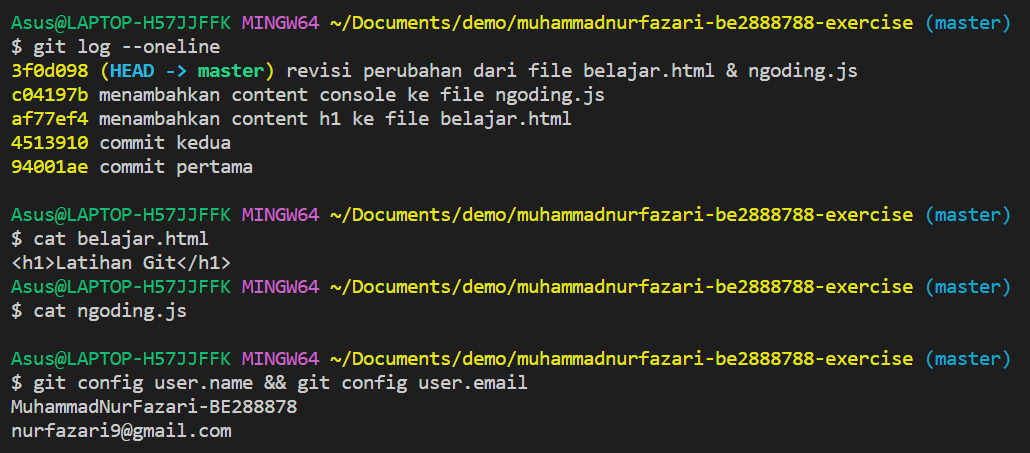 Asus@LAPTOP-H57JJFFK MINGW64 ~/Documents/demo/muhammadnurfazari-be2888788-exercise (master)
$ git log --oneline
3f0d098 (HEAD -> master) revisi perubahan dari file belajar.html & ngoding.js
c04197b menambahkan content console ke file ngoding.js
af77ef4 menambahkan content h1 ke file belajar.html
4513910 commit kedua
94001ae commit pertama
Asus@LAPTOP-H57JJFFK MINGW64 ~/Documents/demo/muhammadnurfazari-be2888788-exercise (master)
$ cat belajar.html
<h1>Latihan Git</h1>
Asus@LAPTOP-H57JJFFK MINGW64 ~/Documents/demo/muhammadnurfazari-be2888788-exercise (master)
$ cat ngoding.js
Asus@LAPTOP-H57JJFFK MINGW64 ~/Documents/demo/muhammadnurfazari-be2888788-exercise (master)
$ git config user.name && git config user.email
MuhammadNurFazari-BE288878
nurfazari9@gmail.com